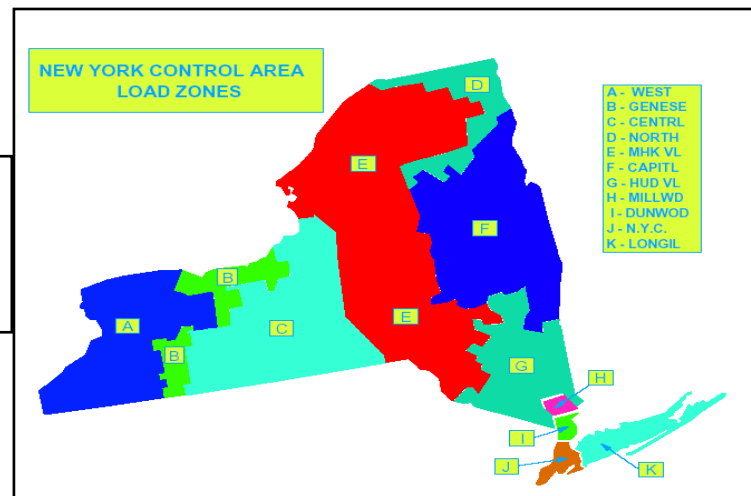 NEW YORK CONTROL AREA
LOAD ZONES
A - WEST
B - GENESE
C - CENTRL
D - NORTH
E - MHK VL
F - CAPITL
G - HUD VL
H - MILLWD
I - DUNWOD
J - N.Y.C.
K - LONGIL
D
E
F
B
A
C
E
B
G
H
I
J
K